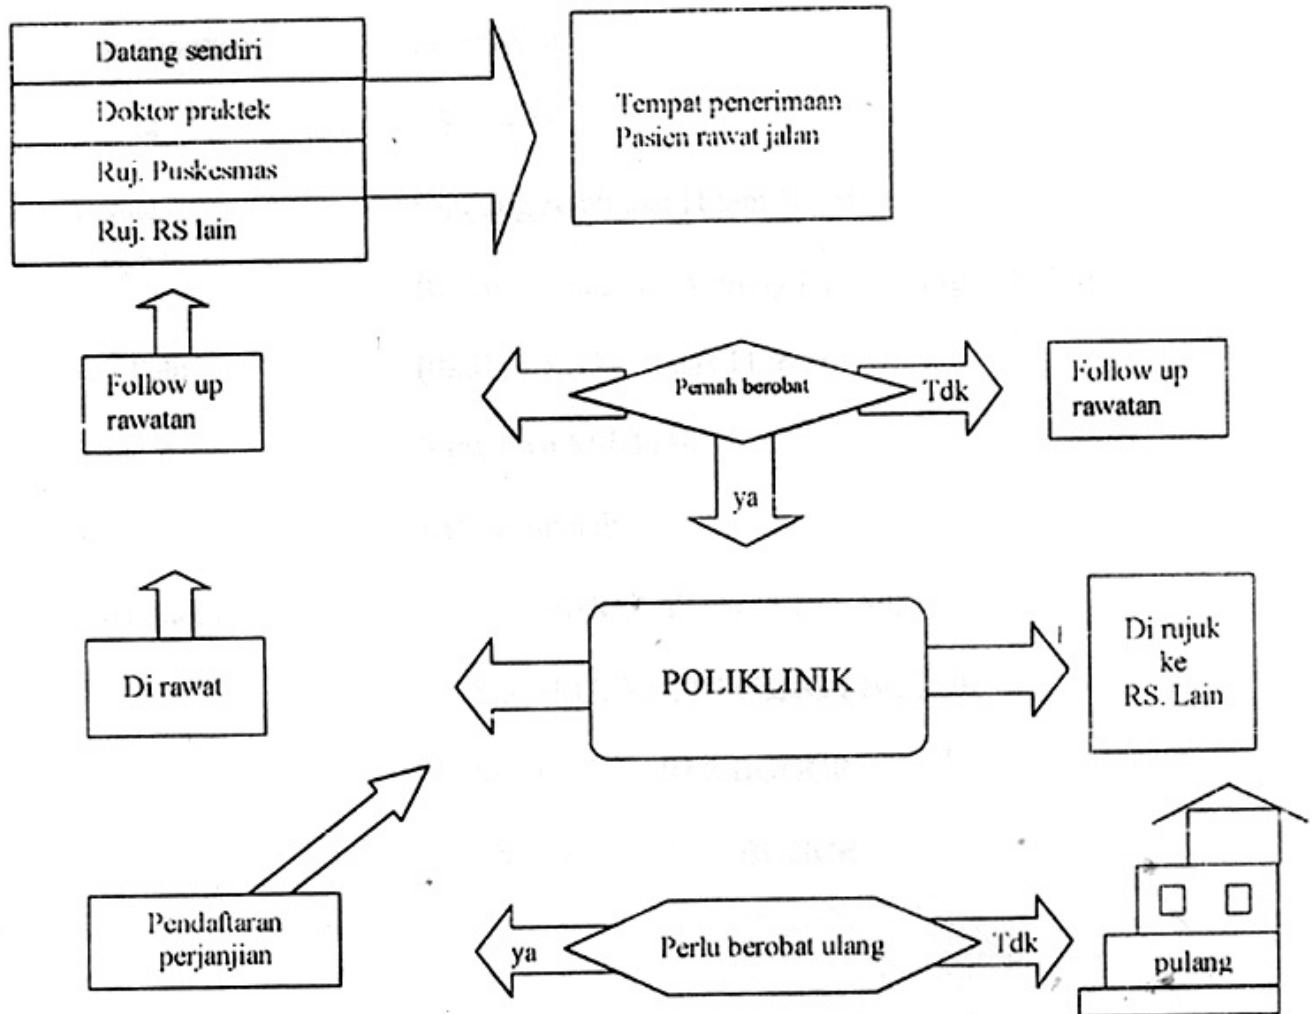 Datang sendiri
Doktor praktek
Ruj. Puskesmas
Ruj. RS lain
Tempat penerimaan
Pasien rawat jalan
Follow up
rawatan
Pernah berobat
Tdk
Follow up
rawatan
ya
Di rawat
POLIKLINIK
Di rujuk
ke
RS. Lain
Pendaftaran
perjanjian
ya
Perlu berobat ulang
Tdk
pulang